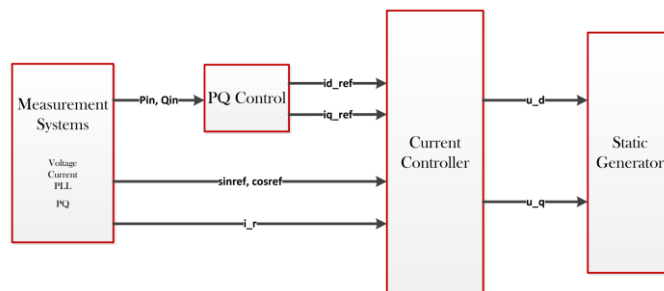 Measurement
Systems
Voltage
Current
PLL
PQ
Pin, Qin
PQ Control
id_ref
iq_ref
sinref, cosref
i_r
Current
Controller
u_d
u_q
Static
Generator